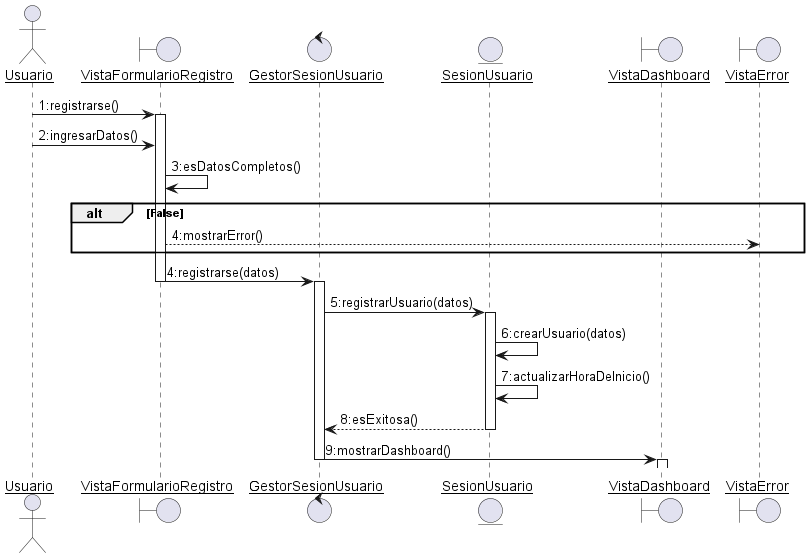 Usuario VistaFormularioRegistro GestorSesionUsuario SesionUsuario VistaDashboard VistaError
1:registrarse()
2:ingresarDatos()
3:esDatosCompletos()
alt [False]
4:mostrarError()
4:registrarse(datos)
5:registrarUsuario(datos)
6:crearUsuario(datos)
7:actualizarHoraDeInicio()
8:esExitosa()
9:mostrarDashboard()
Usuario VistaFormularioRegistro GestorSesionUsuario SesionUsuario VistaDashboard VistaError